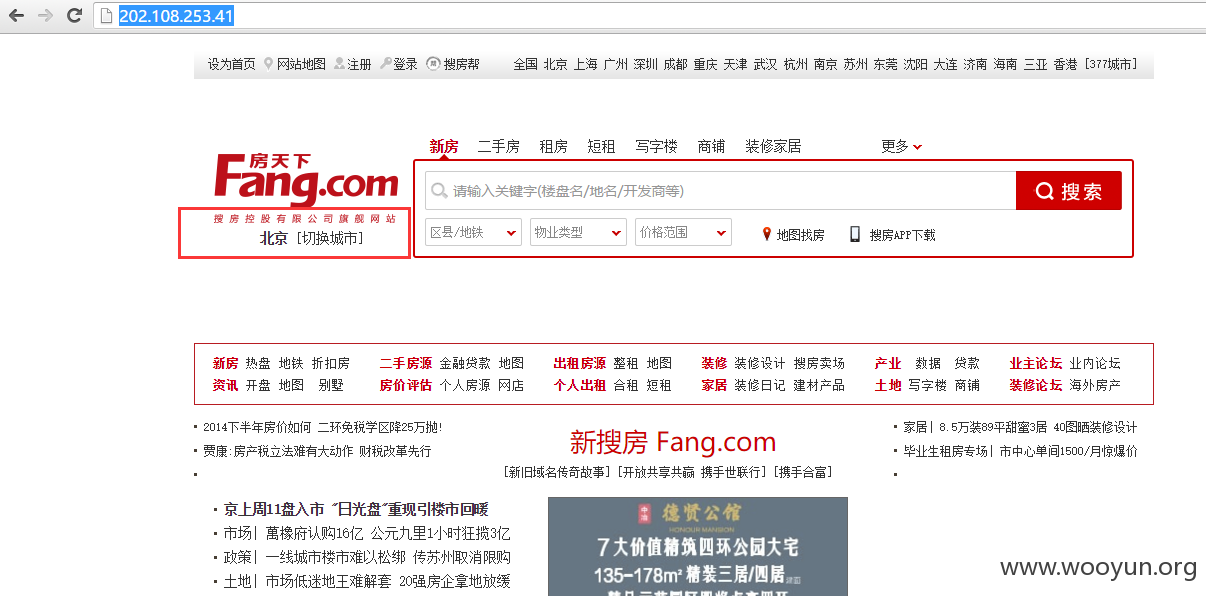 202.108.253.41
设为首页 网站地图 注册 登录 搜房帮 全国 北京 上海 广州 深圳 成都 重庆 天津 武汉 杭州 南京 苏州 东莞 沈阳 大连 济南 海南 三亚 香港 [377城市]
新房 二手房 租房 短租 写字楼 商铺 装修家居 更多
房天下
Fang.com
搜房控股有限公司旗舰网站
北京 [切换城市]
请输入关键字(楼盘名/地名/开发商等) 搜索
区县/地铁 物业类型 价格范围 地图找房 搜房APP下载
新房 热盘 地铁 折扣房 二手房源 金融贷款 地图 出租房源 整租 地图 装修 装修设计 搜房卖场 产业 数据 贷款 业主论坛 业内论坛
资讯 开盘 地图 别墅 房价评估 个人房源 网店 个人出租 合租 短租 家居 装修日记 建材产品 土地 写字楼 商铺 装修论坛 海外房产
2014下半年房价如何 二环免税学区降25万抛!
贾康:房产税立法难有大动作 财税改革先行
新搜房 Fang.com
[新旧域名传奇故事] [开放共享共赢 携手世联行] [携手合富]
家居| 8.5万装89平甜蜜3居 40图晒装修设计
毕业生租房专场| 市中心单间1500/月惊爆价
京上周11盘入市 "日光盘"重现引楼市回暖
市场| 萬橡府认购16亿 公元九里1小时狂揽3亿
政策| 一线城市楼市难以松绑 传苏州取消限购
土地| 市场低迷地王难解套 20强房企拿地放缓
德贤公馆
HONOUR MANSION
7大价值精筑四环公园大宅
135-178m²精装三居/四居
www.wooyun.org